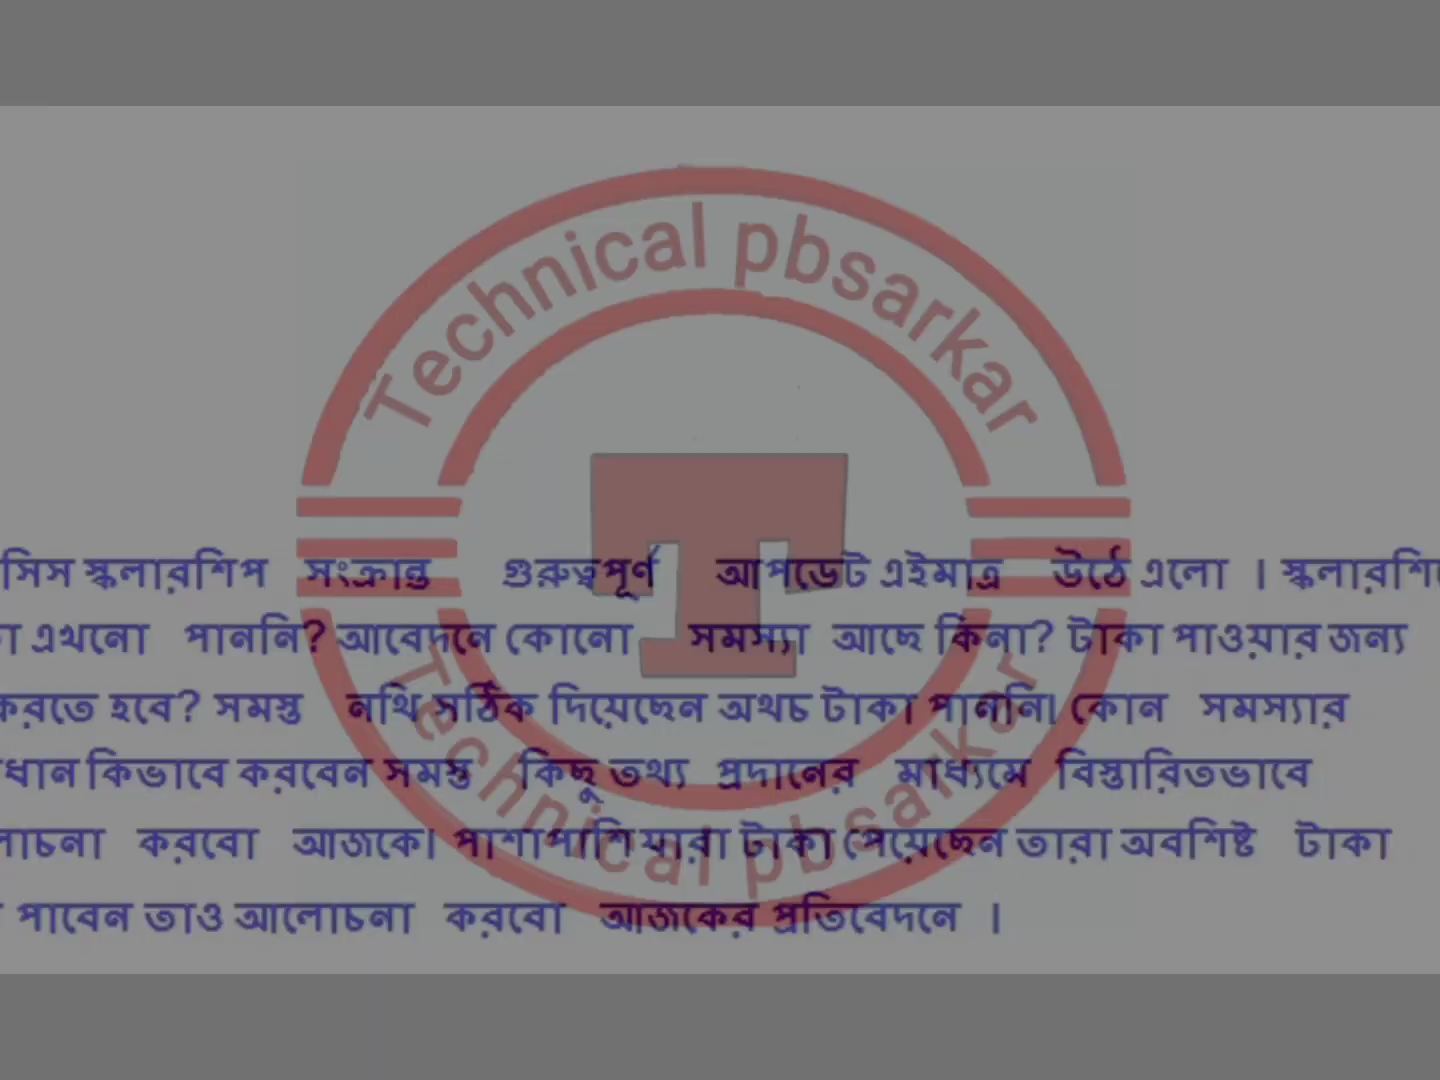 Technical pbsarkar
T
সিস স্কলারশিপ সংক্রান্ত গুরুত্বপূর্ণ আপডেট এইমাত্র উঠে এলো । স্কলারশি
এখনো পাননি? আবেদনে কোনো সমস্যা আছে কিনা? টাকা পাওয়ার জন্য
করতে হবে? সমস্ত নথি সঠিক দিয়েছেন অথচ টাকা পাননি। কোন সমস্যার
ধান কিভাবে করবেন সমস্ত কিছু তথ্য প্রদানের মাধ্যমে বিস্তারিতভাবে
করবো আজকে। পাশাপাশি যারা টাকা পেয়েছেন তারা অবশিষ্ট টাকা
পাবেন তাও আলোচনা করবো আজকের প্রতিবেদনে ।
Technical pbsarkar